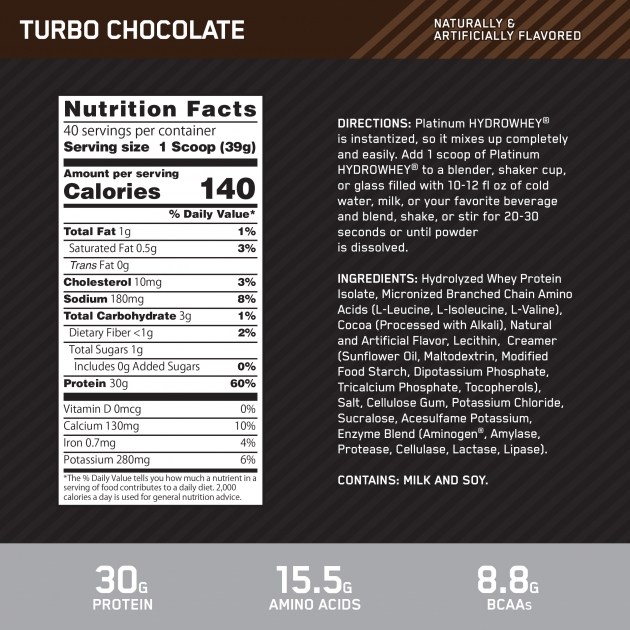 TURBO CHOCOLATE
NATURALLY &
ARTIFICIALLY FLAVORED
Nutrition Facts
40 servings per container
Serving size 1 Scoop (39g)
Amount per serving
Calories 140
% Daily Value*
Total Fat 1g 1%
Saturated Fat 0.5g 3%
Trans Fat 0g
Cholesterol 10mg 3%
Sodium 180mg 8%
Total Carbohydrate 3g 1%
Dietary Fiber <1g 2%
Total Sugars 1g
Includes 0g Added Sugars 0%
Protein 30g 60%
Vitamin D 0mcg 0%
Calcium 130mg 10%
Iron 0.7mg 4%
Potassium 280mg 6%
*The % Daily Value tells you how much a nutrient in a
serving of food contributes to a daily diet. 2,000
calories a day is used for general nutrition advice.
DIRECTIONS: Platinum HYDROWHEY®
is instantized, so it mixes up completely
and easily. Add 1 scoop of Platinum
HYDROWHEY® to a blender, shaker cup,
or glass filled with 10-12 fl oz of cold
water, milk, or your favorite beverage
and blend, shake, or stir for 20-30
seconds or until powder
is dissolved.
INGREDIENTS: Hydrolyzed Whey Protein
Isolate, Micronized Branched Chain Amino
Acids (L-Leucine, L-Isoleucine, L-Valine),
Cocoa (Processed with Alkali), Natural
and Artificial Flavor, Lecithin, Creamer
(Sunflower Oil, Maltodextrin, Modified
Food Starch, Dipotassium Phosphate,
Tricalcium Phosphate, Tocopherols),
Salt, Cellulose Gum, Potassium Chloride,
Sucralose, Acesulfame Potassium,
Enzyme Blend (Aminogen®, Amylase,
Protease, Cellulase, Lactase, Lipase).
CONTAINS: MILK AND SOY.
30G 15.5G 8.8G
PROTEIN AMINO ACIDS BCAAs